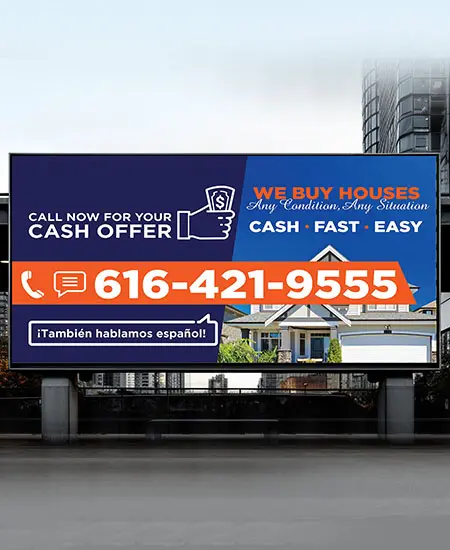 CALL NOW FOR YOUR
CASH OFFER
$
WE BUY HOUSES
Any Condition, Any Situation
CASH • FAST • EASY
616-421-9555
¡También hablamos español!